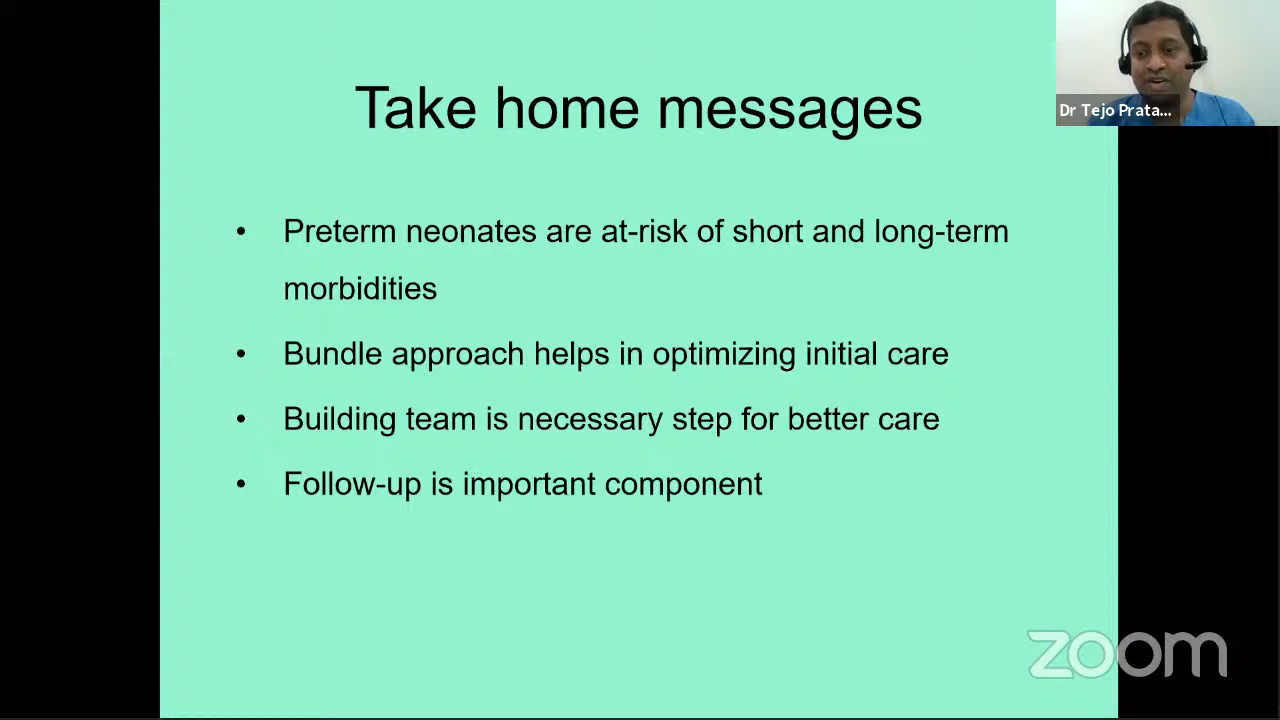 Take home messages
Dr Tejo Prata...
• Preterm neonates are at-risk of short and long-term
morbidities
• Bundle approach helps in optimizing initial care
• Building team is necessary step for better care
• Follow-up is important component
zoom